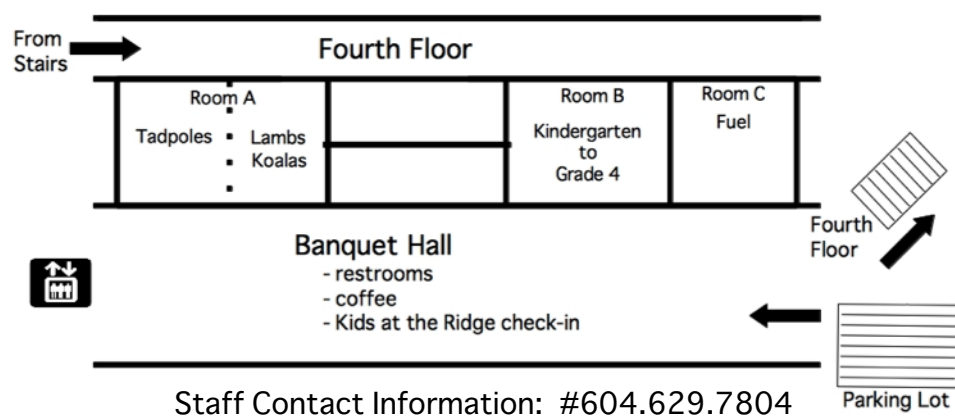 From
Stairs
Fourth Floor
Room A
Tadpoles
Lambs
Koalas
Room B
Kindergarten
to
Grade 4
Room C
Fuel
Fourth
Floor
Banquet Hall
- restrooms
- coffee
- Kids at the Ridge check-in
Parking Lot
Staff Contact Information: #604.629.7804